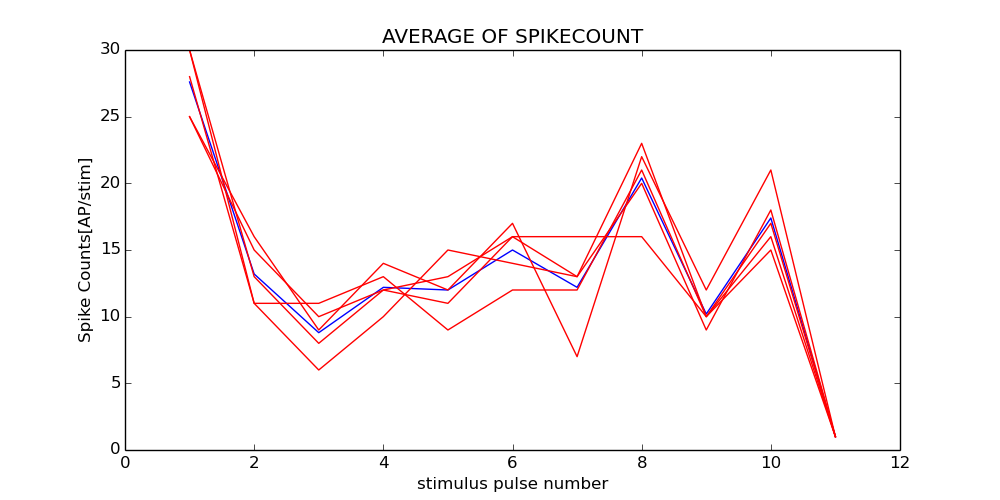 AVERAGE OF SPIKECOUNT
30
25
20
15
10
5
0
Spike Counts[AP/stim]
0 2 4 6 8 10 12
stimulus pulse number